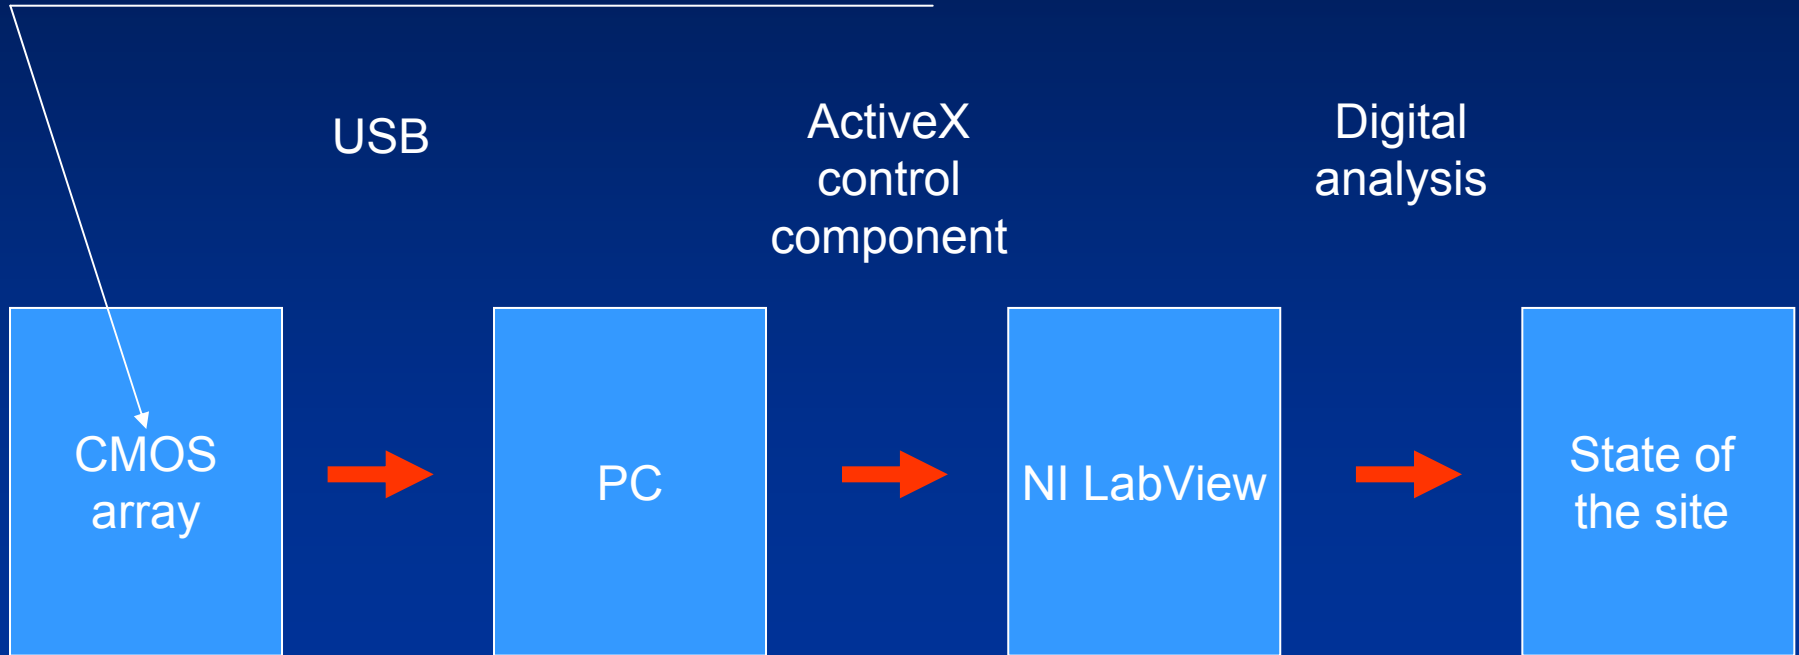 USB
ActiveX
control
component
Digital
analysis
CMOS
array
PC
NI LabView
State of
the site